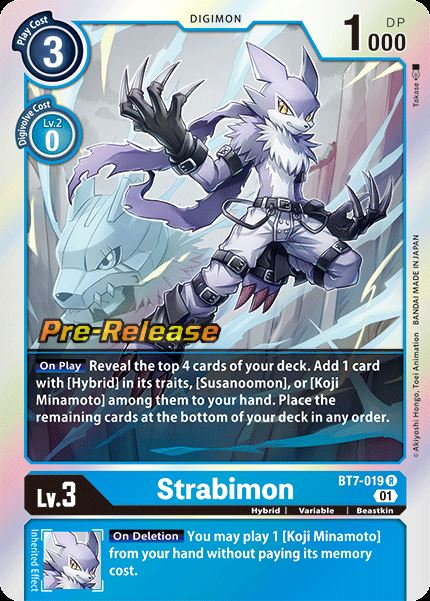 Play Cost
3
DIGIMON
DP
1000
Digivolve Cost
Lv.2
0
Takase
Pre-Release
On Play Reveal the top 4 cards of your deck. Add 1 card
with [Hybrid] in its traits, [Susanoomon], or [Koji
Minamoto] among them to your hand. Place the
remaining cards at the bottom of your deck in any order.
© Akiyoshi Hongo, Toei Animation BANDAI MADE IN JAPAN
Lv.3
Strabimon
BT7-019 R
01
Hybrid | Variable | Beastkin
Inherited Effect
On Deletion You may play 1 [Koji Minamoto]
from your hand without paying its memory
cost.